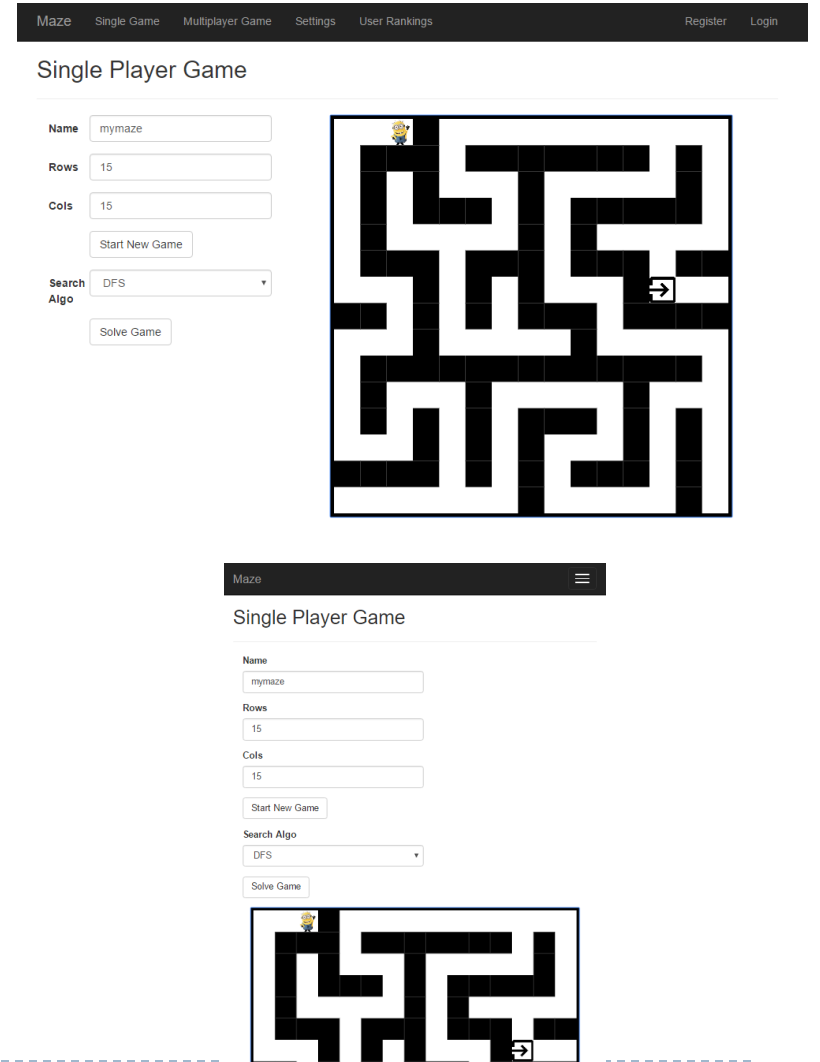 Maze Single Game Multiplayer Game Settings User Rankings Register Login
Single Player Game
Name mymaze
Rows 15
Cols 15
Start New Game
Search Algo DFS
Solve Game
Maze
Single Player Game
Name
mymaze
Rows
15
Cols
15
Start New Game
Search Algo
DFS
Solve Game